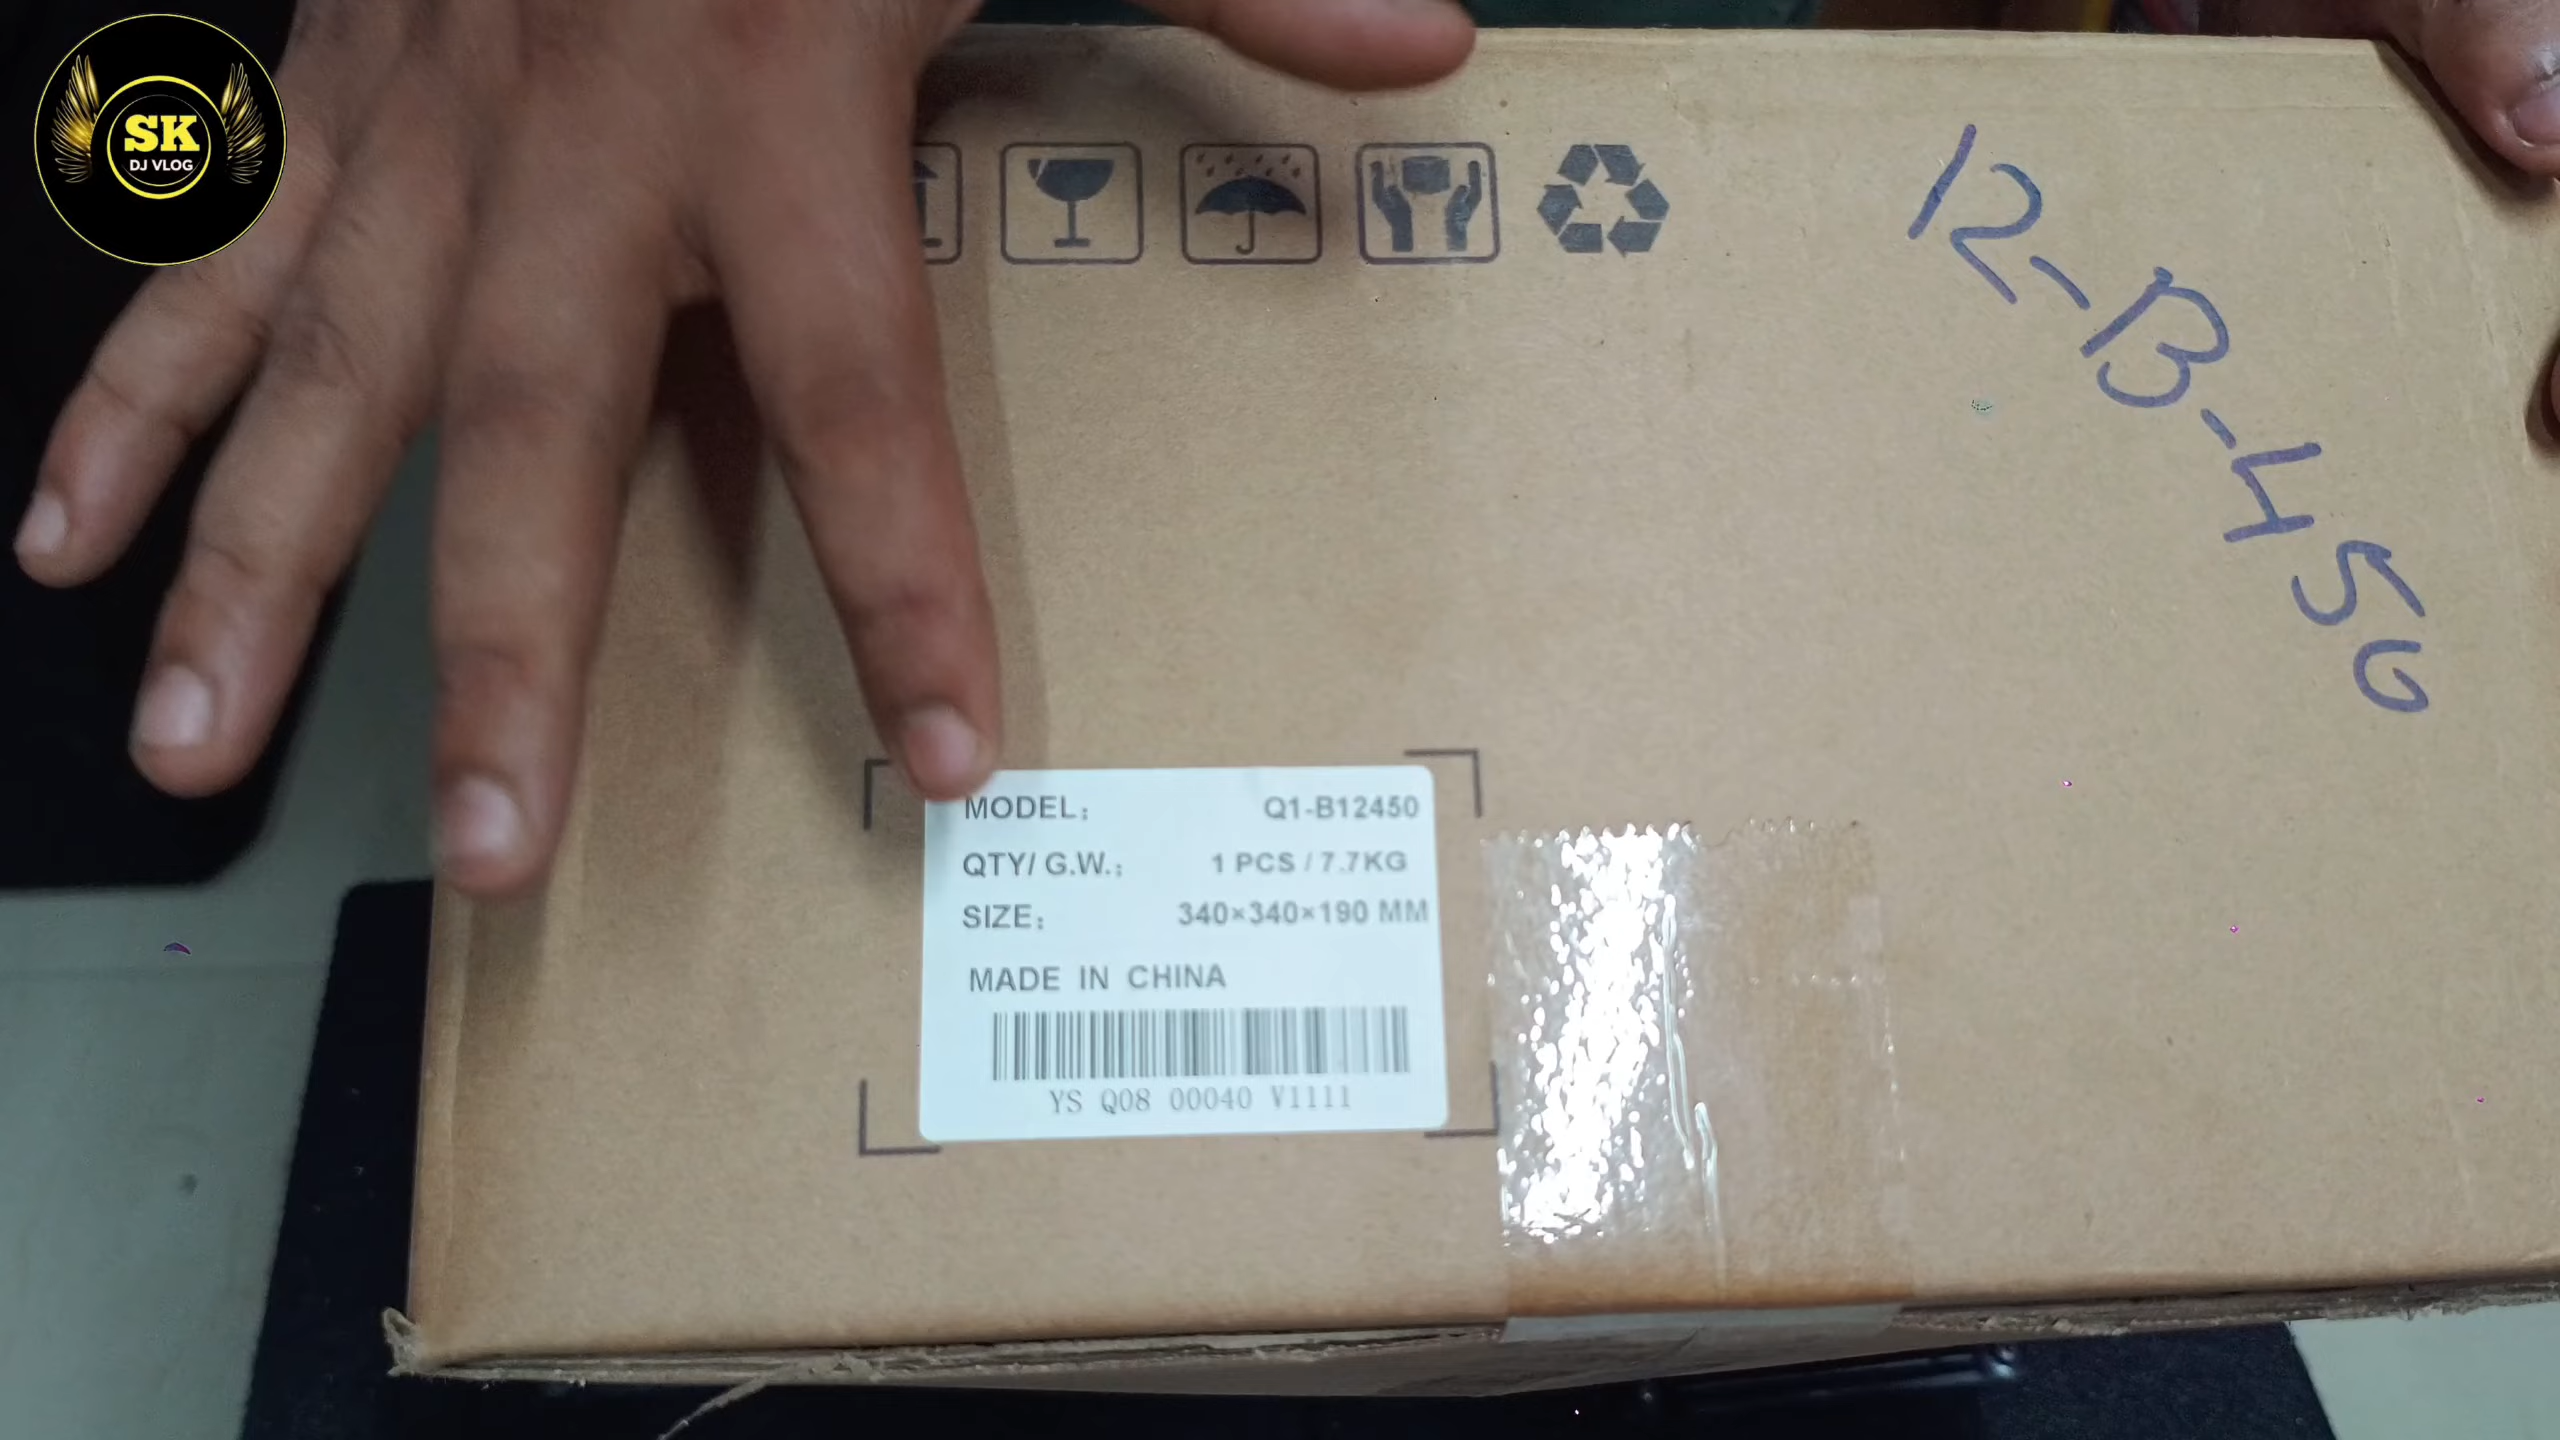 SK
DJ VLOG
12-B-450
MODEL: Q1-B12450
QTY/ G.W.: 1 PCS / 7.7KG
SIZE: 340×340×190 MM
MADE IN CHINA
YS Q08 00040 V1111